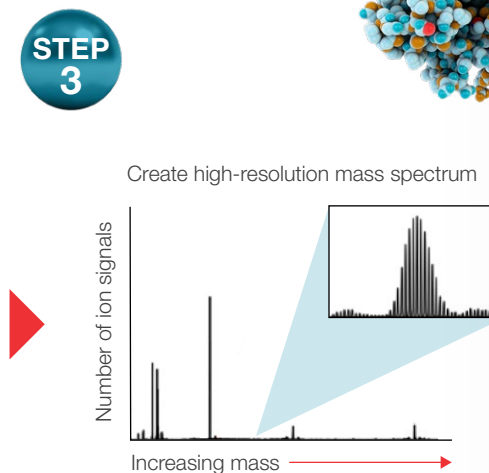 STEP
3
Create high-resolution mass spectrum
Number of ion signals
Increasing mass